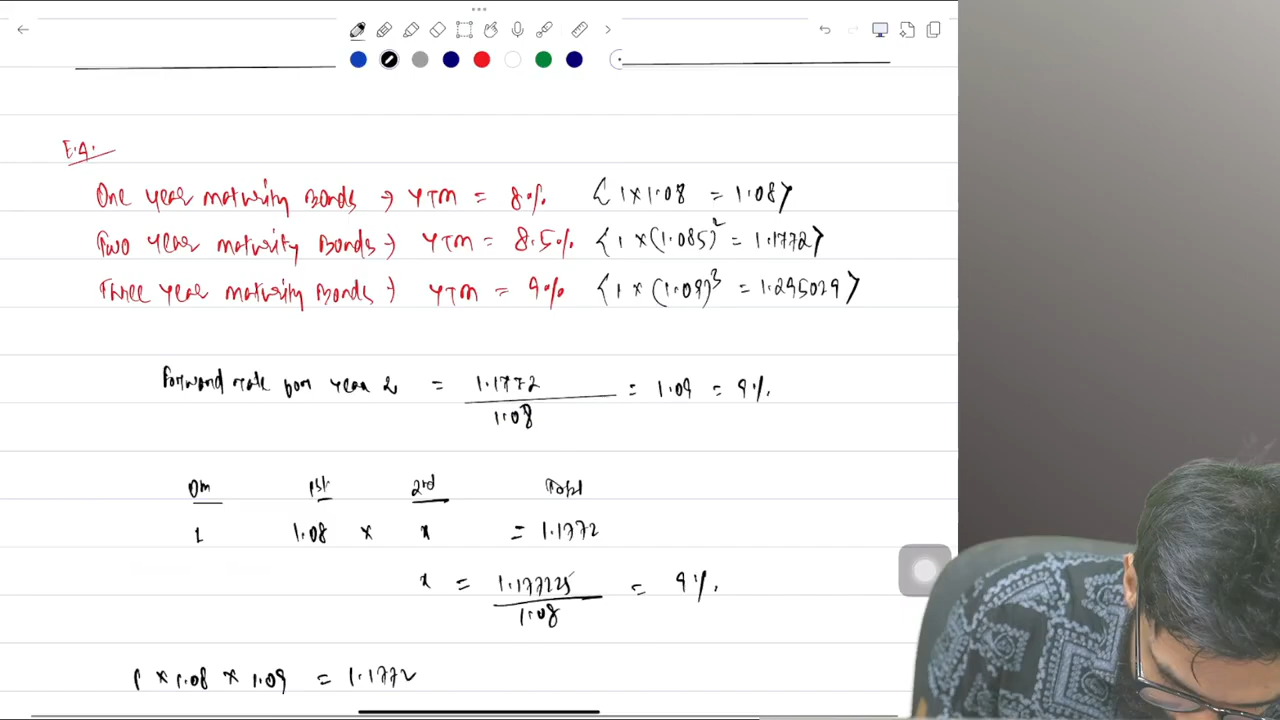 E.g.
One year maturity Bonds → YTM = 8% {1×1.08 = 1.08}
Two year maturity Bonds → YTM = 8.5% {1×(1.085)² = 1.1772}
Three year maturity Bonds → YTM = 9% {1×(1.09)³ = 1.295029}
Forward rate for year 2 = 1.1772 / 1.08 = 1.09 = 9%
1st 2nd Total
1 1.08 × x = 1.1772
x = 1.177225 / 1.08 = 9%
1 × 1.08 × 1.09 = 1.1772